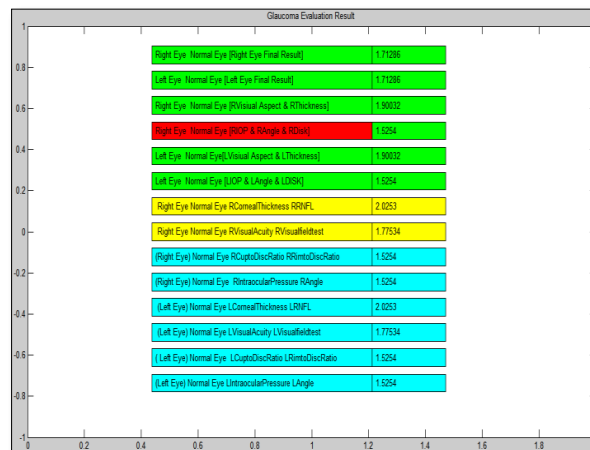 Glaucoma Evaluation Result
1
0.8
0.6
0.4
0.2
0
-0.2
-0.4
-0.6
-0.8
-1
Right Eye Normal Eye [Right Eye Final Result] 1.71286
Left Eye Normal Eye [Left Eye Final Result] 1.71286
Right Eye Normal Eye [RVisiual Aspect & RThickness] 1.90032
Right Eye Normal Eye [RIOP & RAngle & RDisk] 1.5254
Left Eye Normal Eye[LVisiual Aspect & LThickness] 1.90032
Left Eye Normal Eye [LIOP & LAngle & LDISK] 1.5254
Right Eye Normal Eye RCornealThickness RRNFL 2.0253
Right Eye Normal Eye RVisualAcuity RVisualfieldtest 1.77534
(Right Eye) Normal Eye RCuptoDiscRatio RRimtoDiscRatio 1.5254
(Right Eye) Normal Eye RIntraocularPressure RAngle 1.5254
(Left Eye) Normal Eye LCornealThickness LRNFL 2.0253
(Left Eye) Normal Eye LVisualAcuity LVisualfieldtest 1.77534
( Left Eye) Normal Eye LCuptoDiscRatio LRimtoDiscRatio 1.5254
(Left Eye) Normal Eye LIntraocularPressure LAngle 1.5254
0 0.2 0.4 0.6 0.8 1 1.2 1.4 1.6 1.8